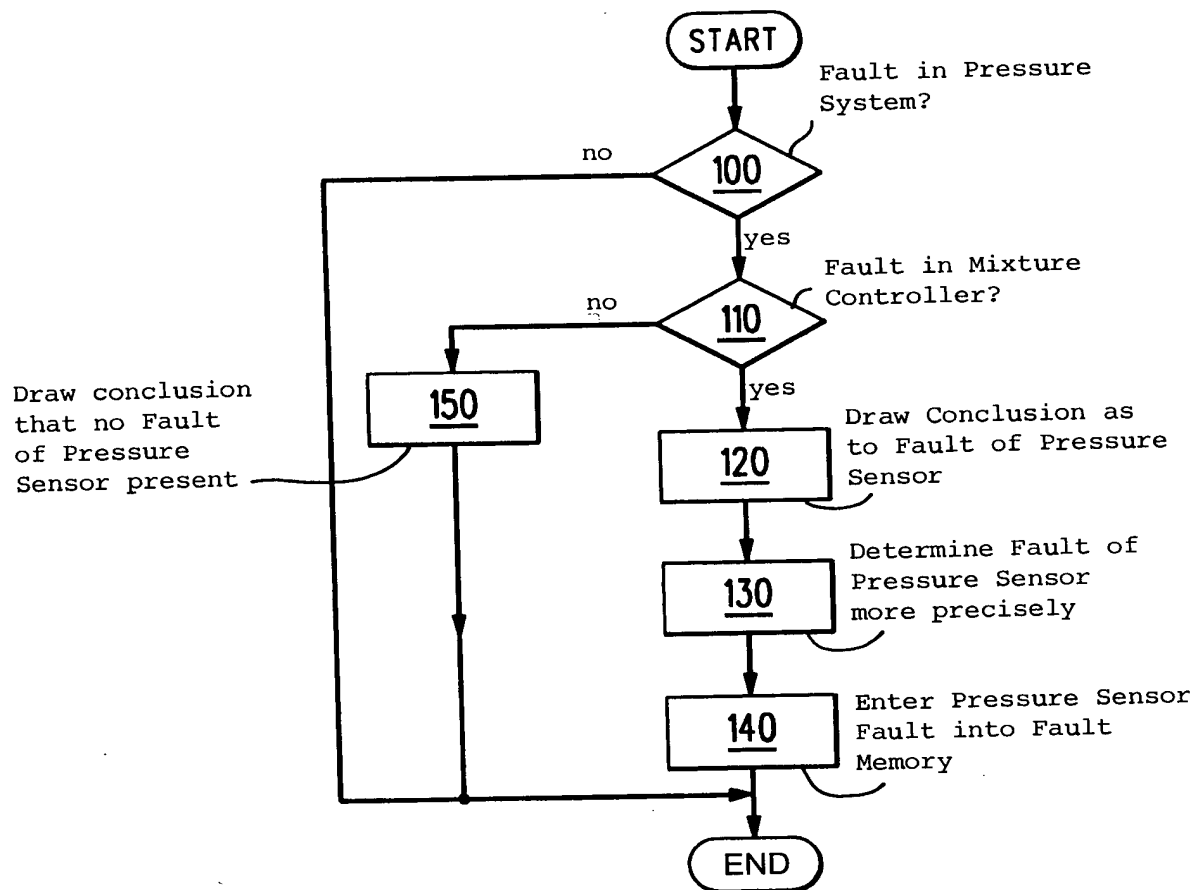 START
Fault in Pressure
System?
no
100
yes
Fault in Mixture
Controller?
no
110
yes
Draw conclusion
that no Fault
of Pressure
Sensor present
150
Draw Conclusion as
to Fault of Pressure
Sensor
120
Determine Fault of
Pressure Sensor
more precisely
130
Enter Pressure Sensor
Fault into Fault
Memory
140
END